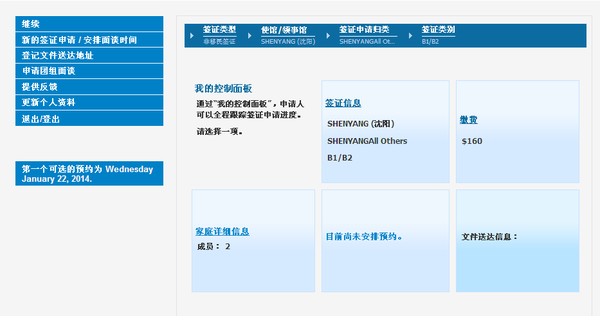 继续
新的签证申请 / 安排面谈时间
登记文件送达地址
申请团组面谈
提供反馈
更新个人资料
退出/登出
第一个可选的预约为 Wednesday
January 22, 2014.
签证类型
非移民签证
使馆/领事馆
SHENYANG (沈阳)
签证申请归类
SHENYANGAll Ot...
签证类别
B1/B2
我的控制面板
通过“我的控制面板”，申请人
可以全程跟踪签证申请进度。
请选择一项。
签证信息
SHENYANG (沈阳)
SHENYANGAll Others
B1/B2
缴费
$160
家庭详细信息
成员： 2
目前尚未安排预约。
文件送达信息：